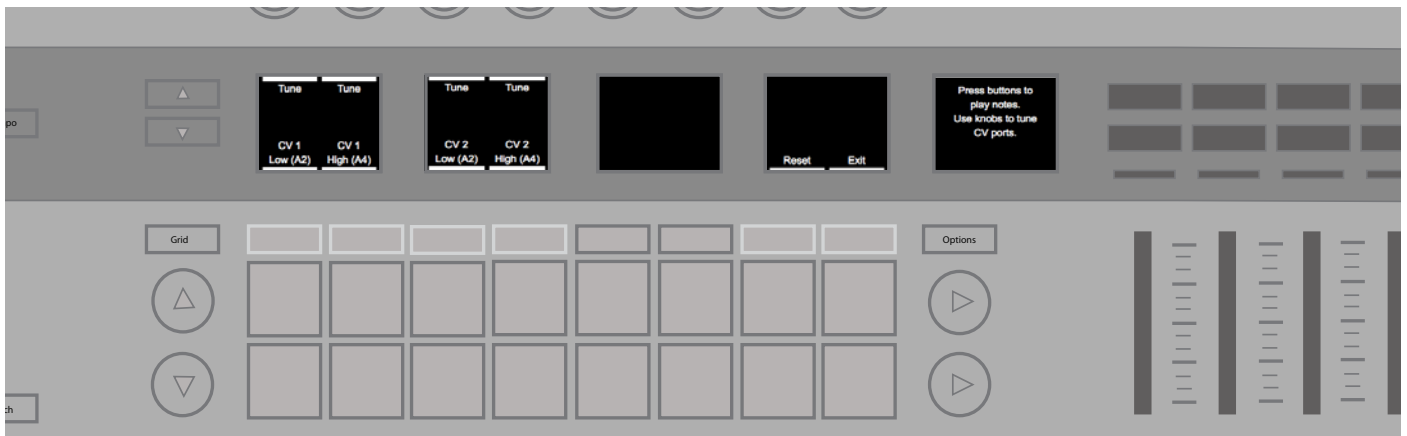 Tune Tune
CV 1 CV 1
Low (A2) High (A4)
Tune Tune
CV 2 CV 2
Low (A2) High (A4)
Reset Exit
Press buttons to
play notes.
Use knobs to tune
CV ports.
po
Grid
Options
ch